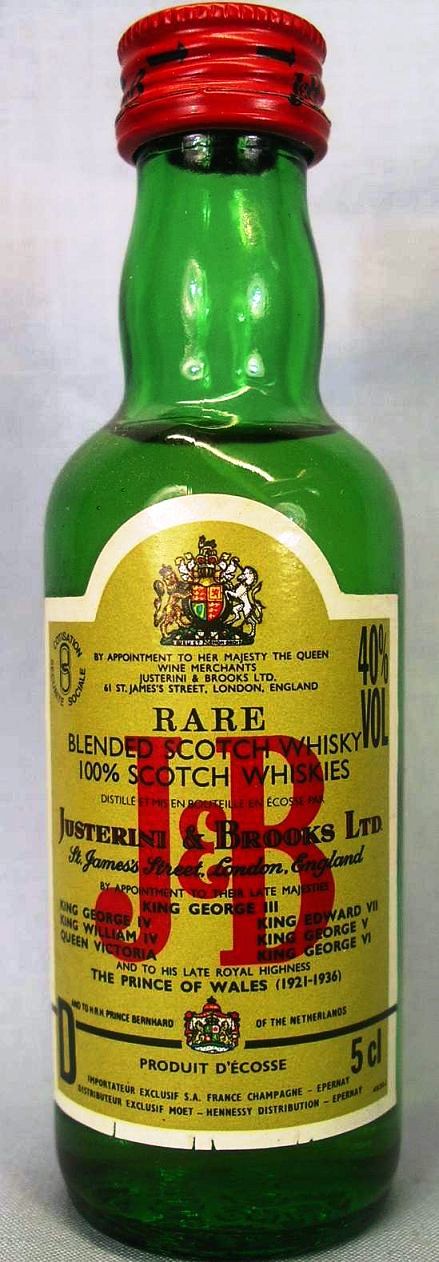 COTISATION
SÉCURITÉ SOCIALE
40%
VOL
BY APPOINTMENT TO HER MAJESTY THE QUEEN
WINE MERCHANTS
JUSTERINI & BROOKS LTD.
61 ST. JAMES'S STREET, LONDON, ENGLAND
RARE
BLENDED SCOTCH WHISKY
100% SCOTCH WHISKIES
J&B
DISTILLÉ ET MIS EN BOUTEILLE EN ÉCOSSE PAR
JUSTERINI & BROOKS LTD.
St. James's Street, London, England
BY APPOINTMENT TO THEIR LATE MAJESTIES
KING GEORGE III
KING GEORGE IV KING EDWARD VII
KING WILLIAM IV KING GEORGE V
QUEEN VICTORIA KING GEORGE VI
AND TO HIS LATE ROYAL HIGHNESS
THE PRINCE OF WALES (1921-1936)
AND TO H.R.H. PRINCE BERNHARD OF THE NETHERLANDS
D
PRODUIT D'ÉCOSSE
5 cl
IMPORTATEUR EXCLUSIF S.A. FRANCE CHAMPAGNE - EPERNAY
DISTRIBUTEUR EXCLUSIF MOET - HENNESSY DISTRIBUTION - EPERNAY